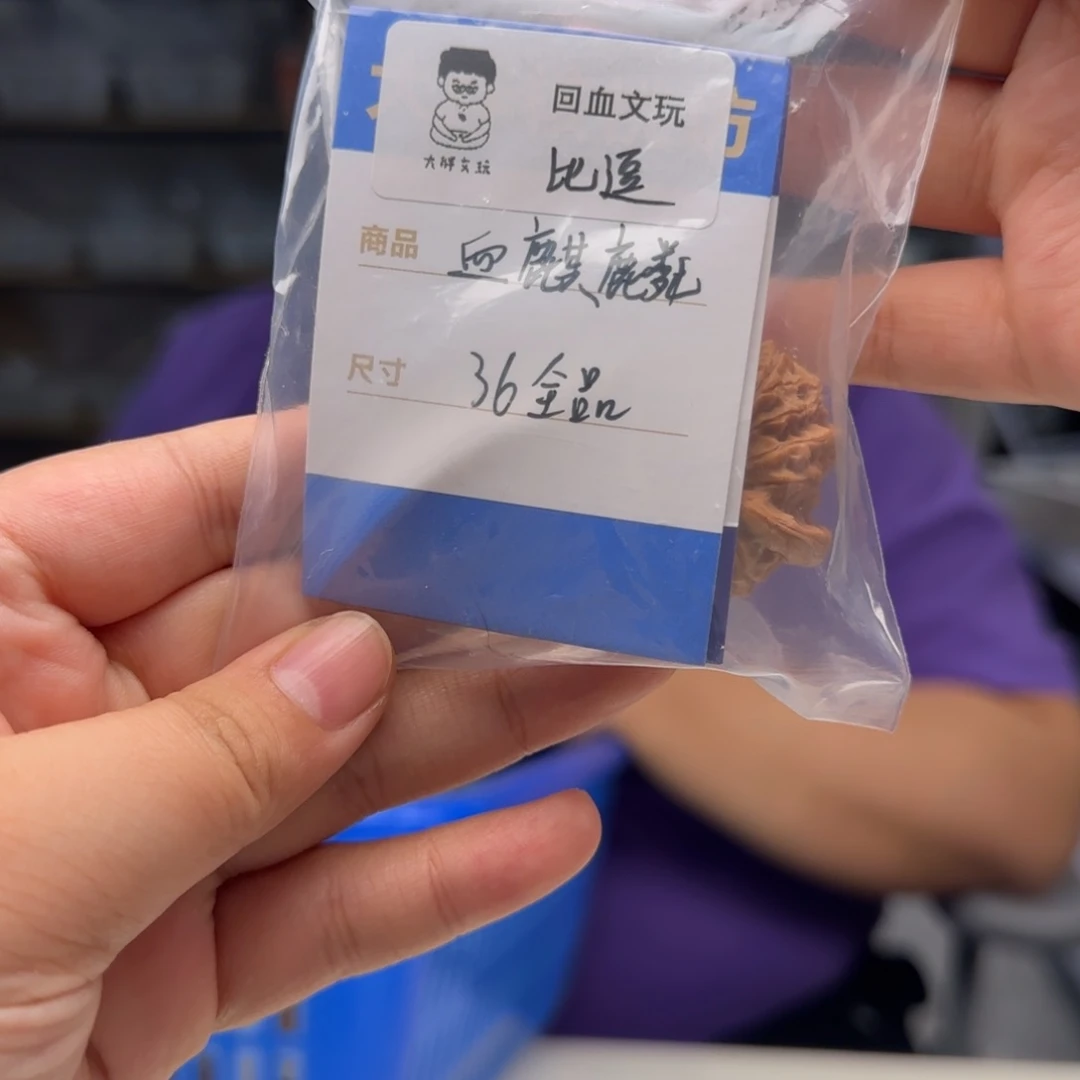 回血文玩
大胖文玩
比逗
商品 血麒麟
尺寸 36全品